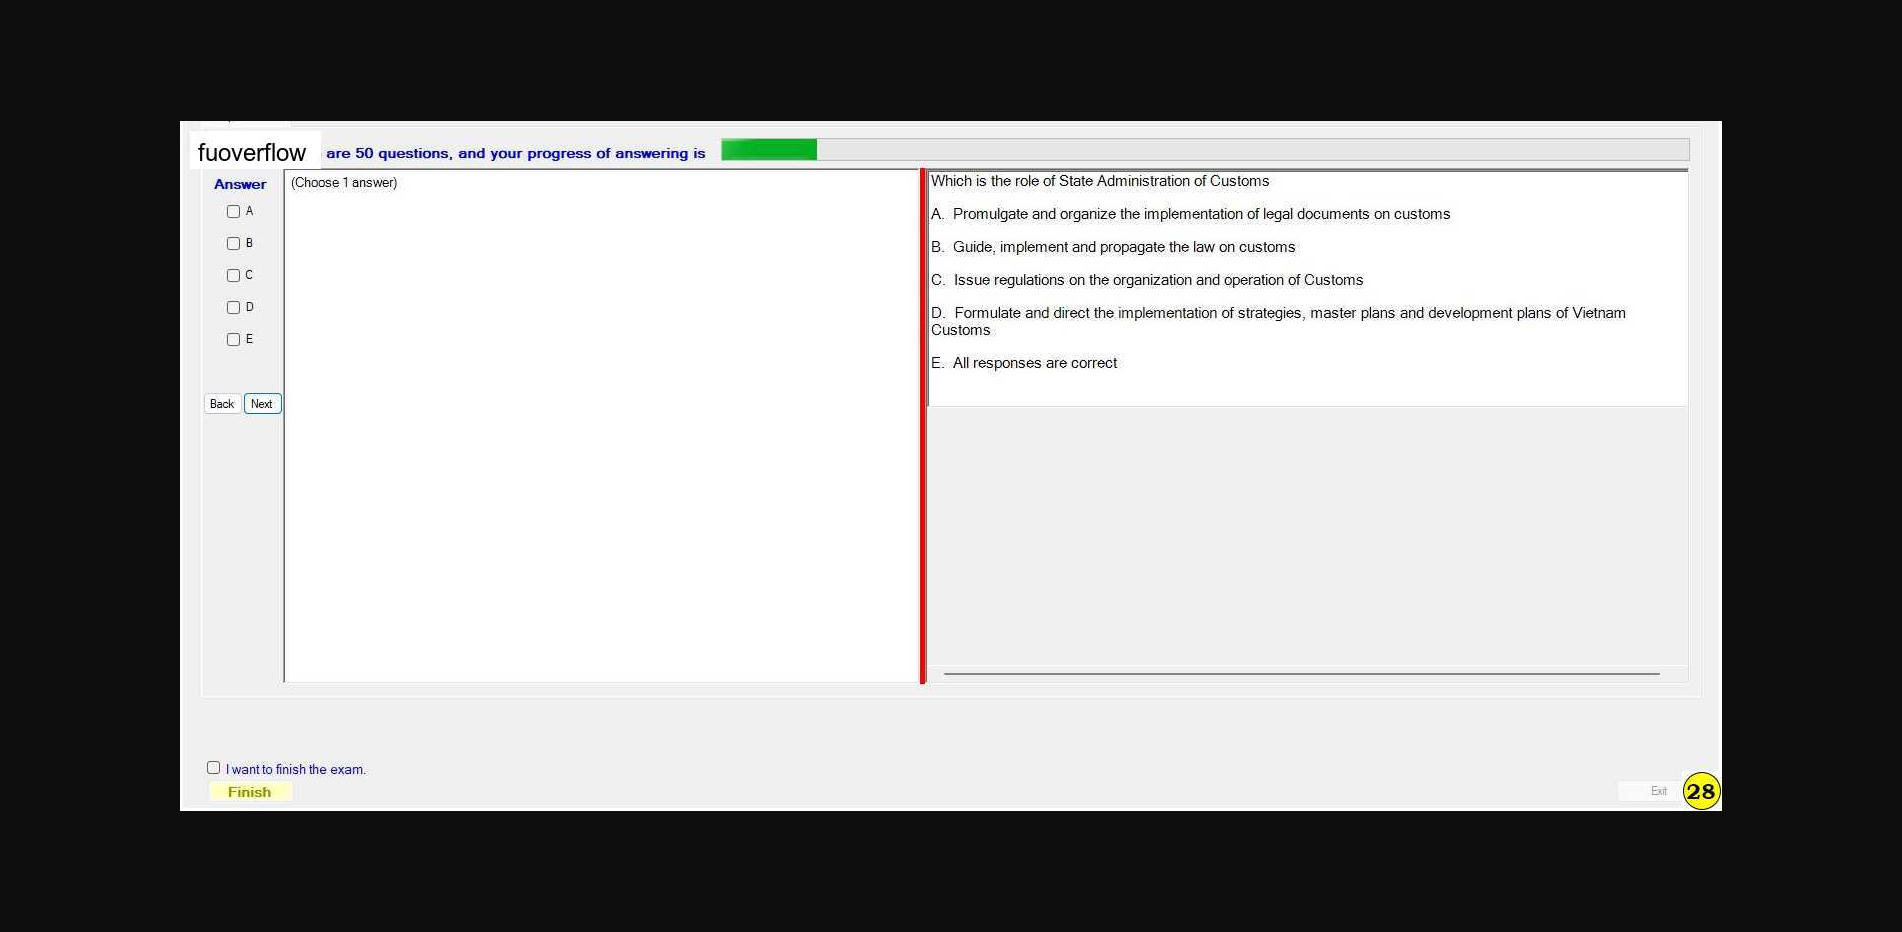 fuoverflow are 50 questions, and your progress of answering is
Answer
(Choose 1 answer)
A
B
C
D
E
Back Next
Which is the role of State Administration of Customs
A. Promulgate and organize the implementation of legal documents on customs
B. Guide, implement and propagate the law on customs
C. Issue regulations on the organization and operation of Customs
D. Formulate and direct the implementation of strategies, master plans and development plans of Vietnam
Customs
E. All responses are correct
I want to finish the exam.
Finish
Exit
28